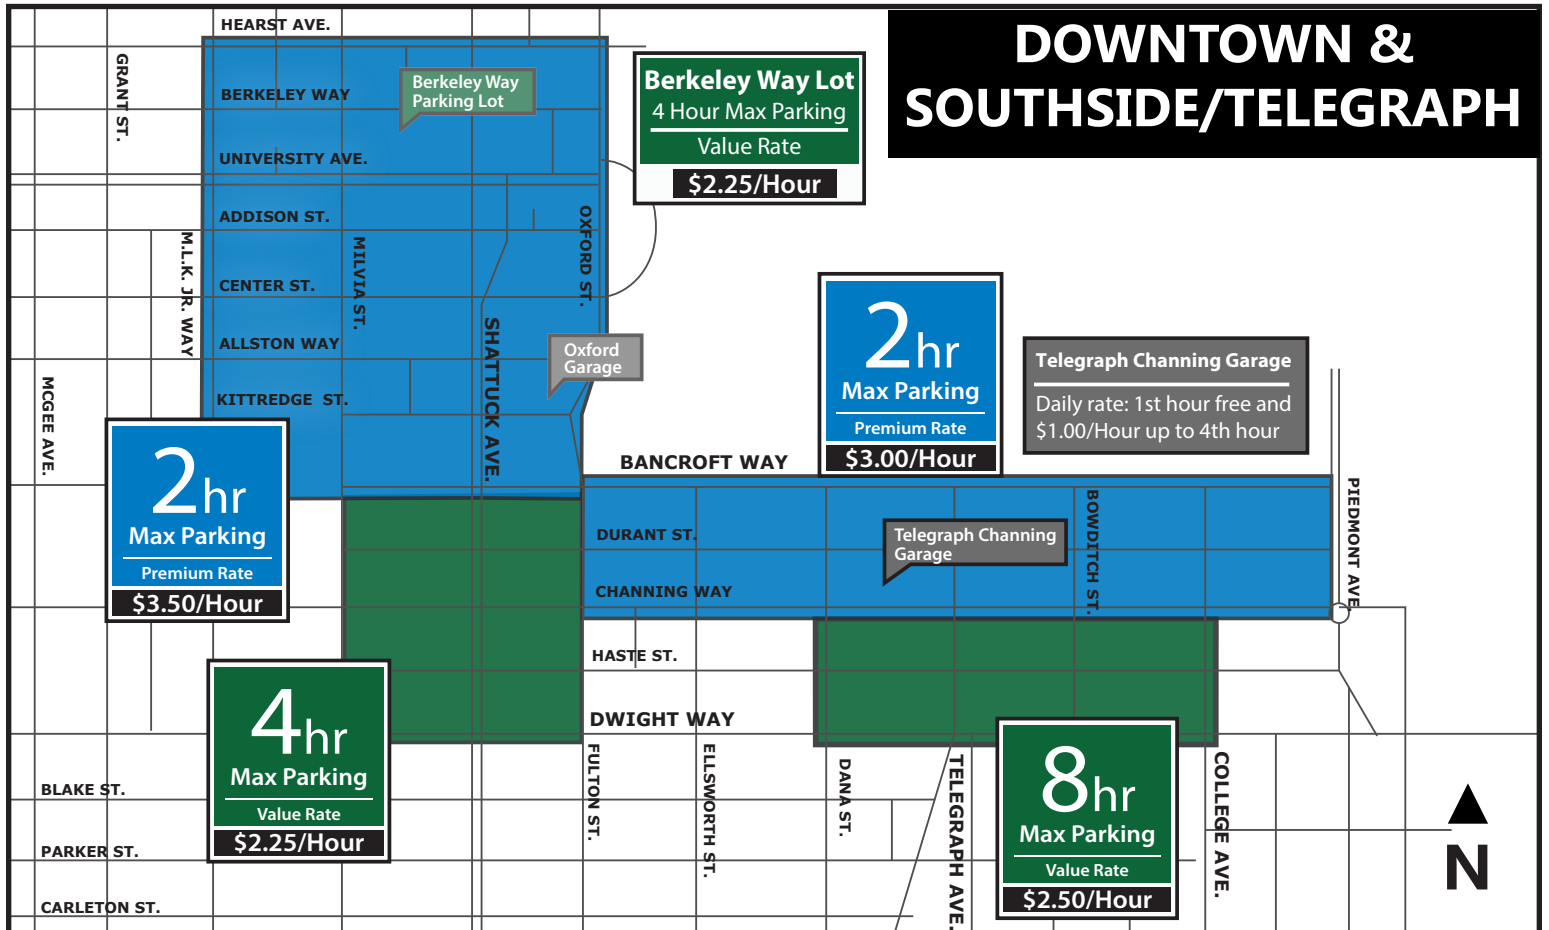 DOWNTOWN &
SOUTHSIDE/TELEGRAPH
HEARST AVE.
GRANT ST.
BERKELEY WAY
Berkeley Way
Parking Lot
Berkeley Way Lot
4 Hour Max Parking
Value Rate
$2.25/Hour
UNIVERSITY AVE.
ADDISON ST.
OXFORD ST.
M.L.K. JR. WAY
MILVIA ST.
CENTER ST.
SHATTUCK AVE.
ALLSTON WAY
Oxford
Garage
KITTREDGE ST.
MCGEE AVE.
2hr
Max Parking
Premium Rate
$3.00/Hour
Telegraph Channing Garage
Daily rate: 1st hour free and
$1.00/Hour up to 4th hour
2hr
Max Parking
Premium Rate
$3.50/Hour
BANCROFT WAY
PIEDMONT AVE.
BOWDITCH ST.
DURANT ST.
Telegraph Channing
Garage
CHANNING WAY
HASTE ST.
DWIGHT WAY
4hr
Max Parking
Value Rate
$2.25/Hour
8hr
Max Parking
Value Rate
$2.50/Hour
FULTON ST.
ELLSWORTH ST.
DANA ST.
TELEGRAPH AVE.
COLLEGE AVE.
BLAKE ST.
PARKER ST.
CARLETON ST.
N